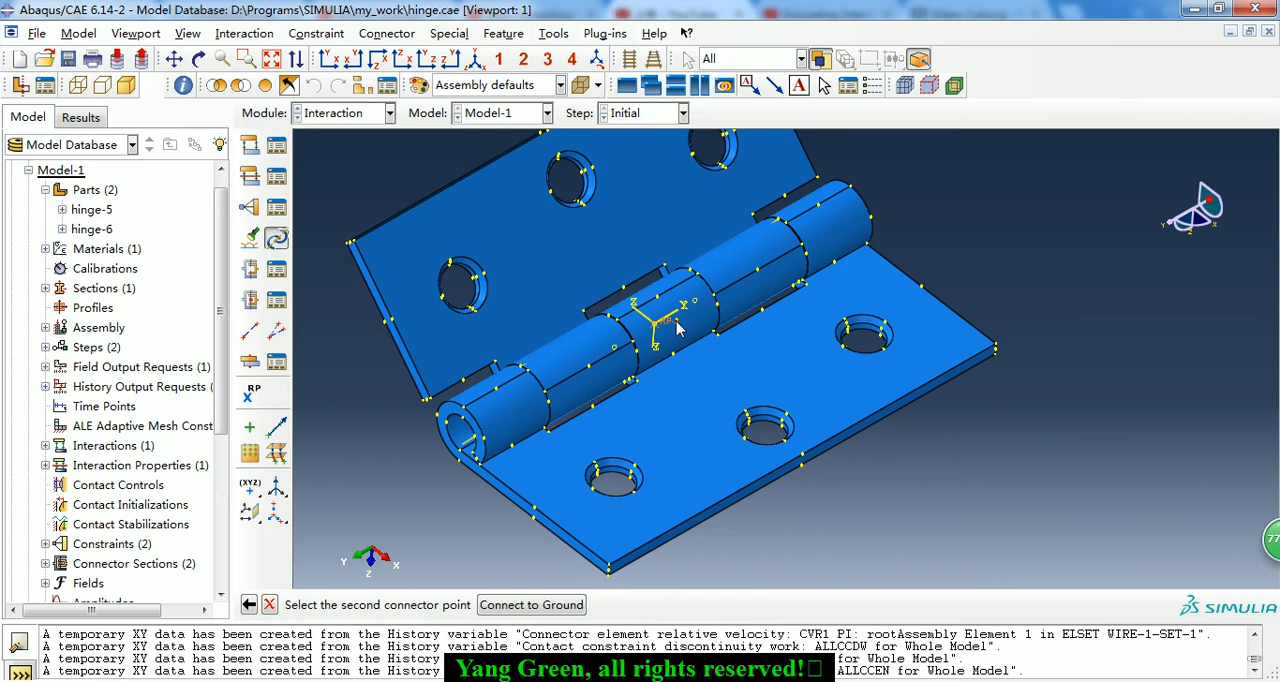 Abaqus/CAE 6.14-2 - Model Database: D:\Programs\SIMULIA\my_work\hinge.cae [Viewport: 1]
File Model Viewport View Interaction Constraint Connector Special Feature Tools Plug-ins Help
1 2 3 4 All
Assembly defaults
Model Results Module: Interaction Model: Model-1 Step: Initial
Model Database
Model-1
Parts (2)
hinge-5
hinge-6
Materials (1)
Calibrations
Sections (1)
Profiles
Assembly
Steps (2)
Field Output Requests (
History Output Requests (
Time Points
ALE Adaptive Mesh Const
Interactions (1)
Interaction Properties (1)
Contact Controls
Contact Initializations
Contact Stabilizations
Constraints (2)
Connector Sections (2)
Fields
RP
(XYZ)
Y X Z
77
Select the second connector point Connect to Ground
SIMULIA
A temporary XY data has been created from the History variable "Connector element relative velocity: CVR1 PI: rootAssembly Element 1 in ELSET WIRE-1-SET-1".
A temporary XY data has been created from the History variable "Contact constraint discontinuity work: ALLCCDW for Whole Model".
A temporary XY data has been created from the History for Whole Model".
A temporary XY data has been created from the History ALLCCEN for Whole Model".
Yang Green, all rights reserved!